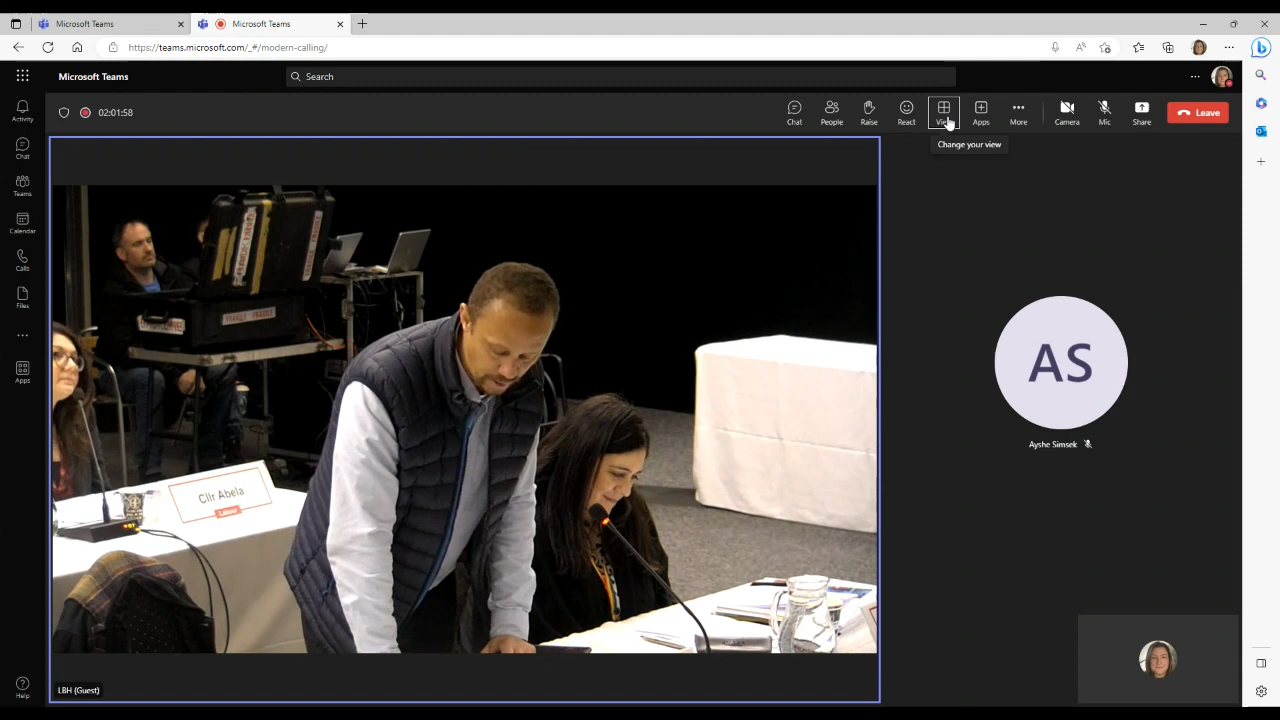 Microsoft Teams
Microsoft Teams
https://teams.microsoft.com/_#/modern-calling/
Microsoft Teams
Search
02:01:58
Chat
People
Raise
React
View
Apps
More
Camera
Mic
Share
Leave
Change your view
Activity
Chat
Teams
Calendar
Calls
Files
Apps
Help
Cllr Abela
Labour
AS
Ayshe Simsek
LBH (Guest)